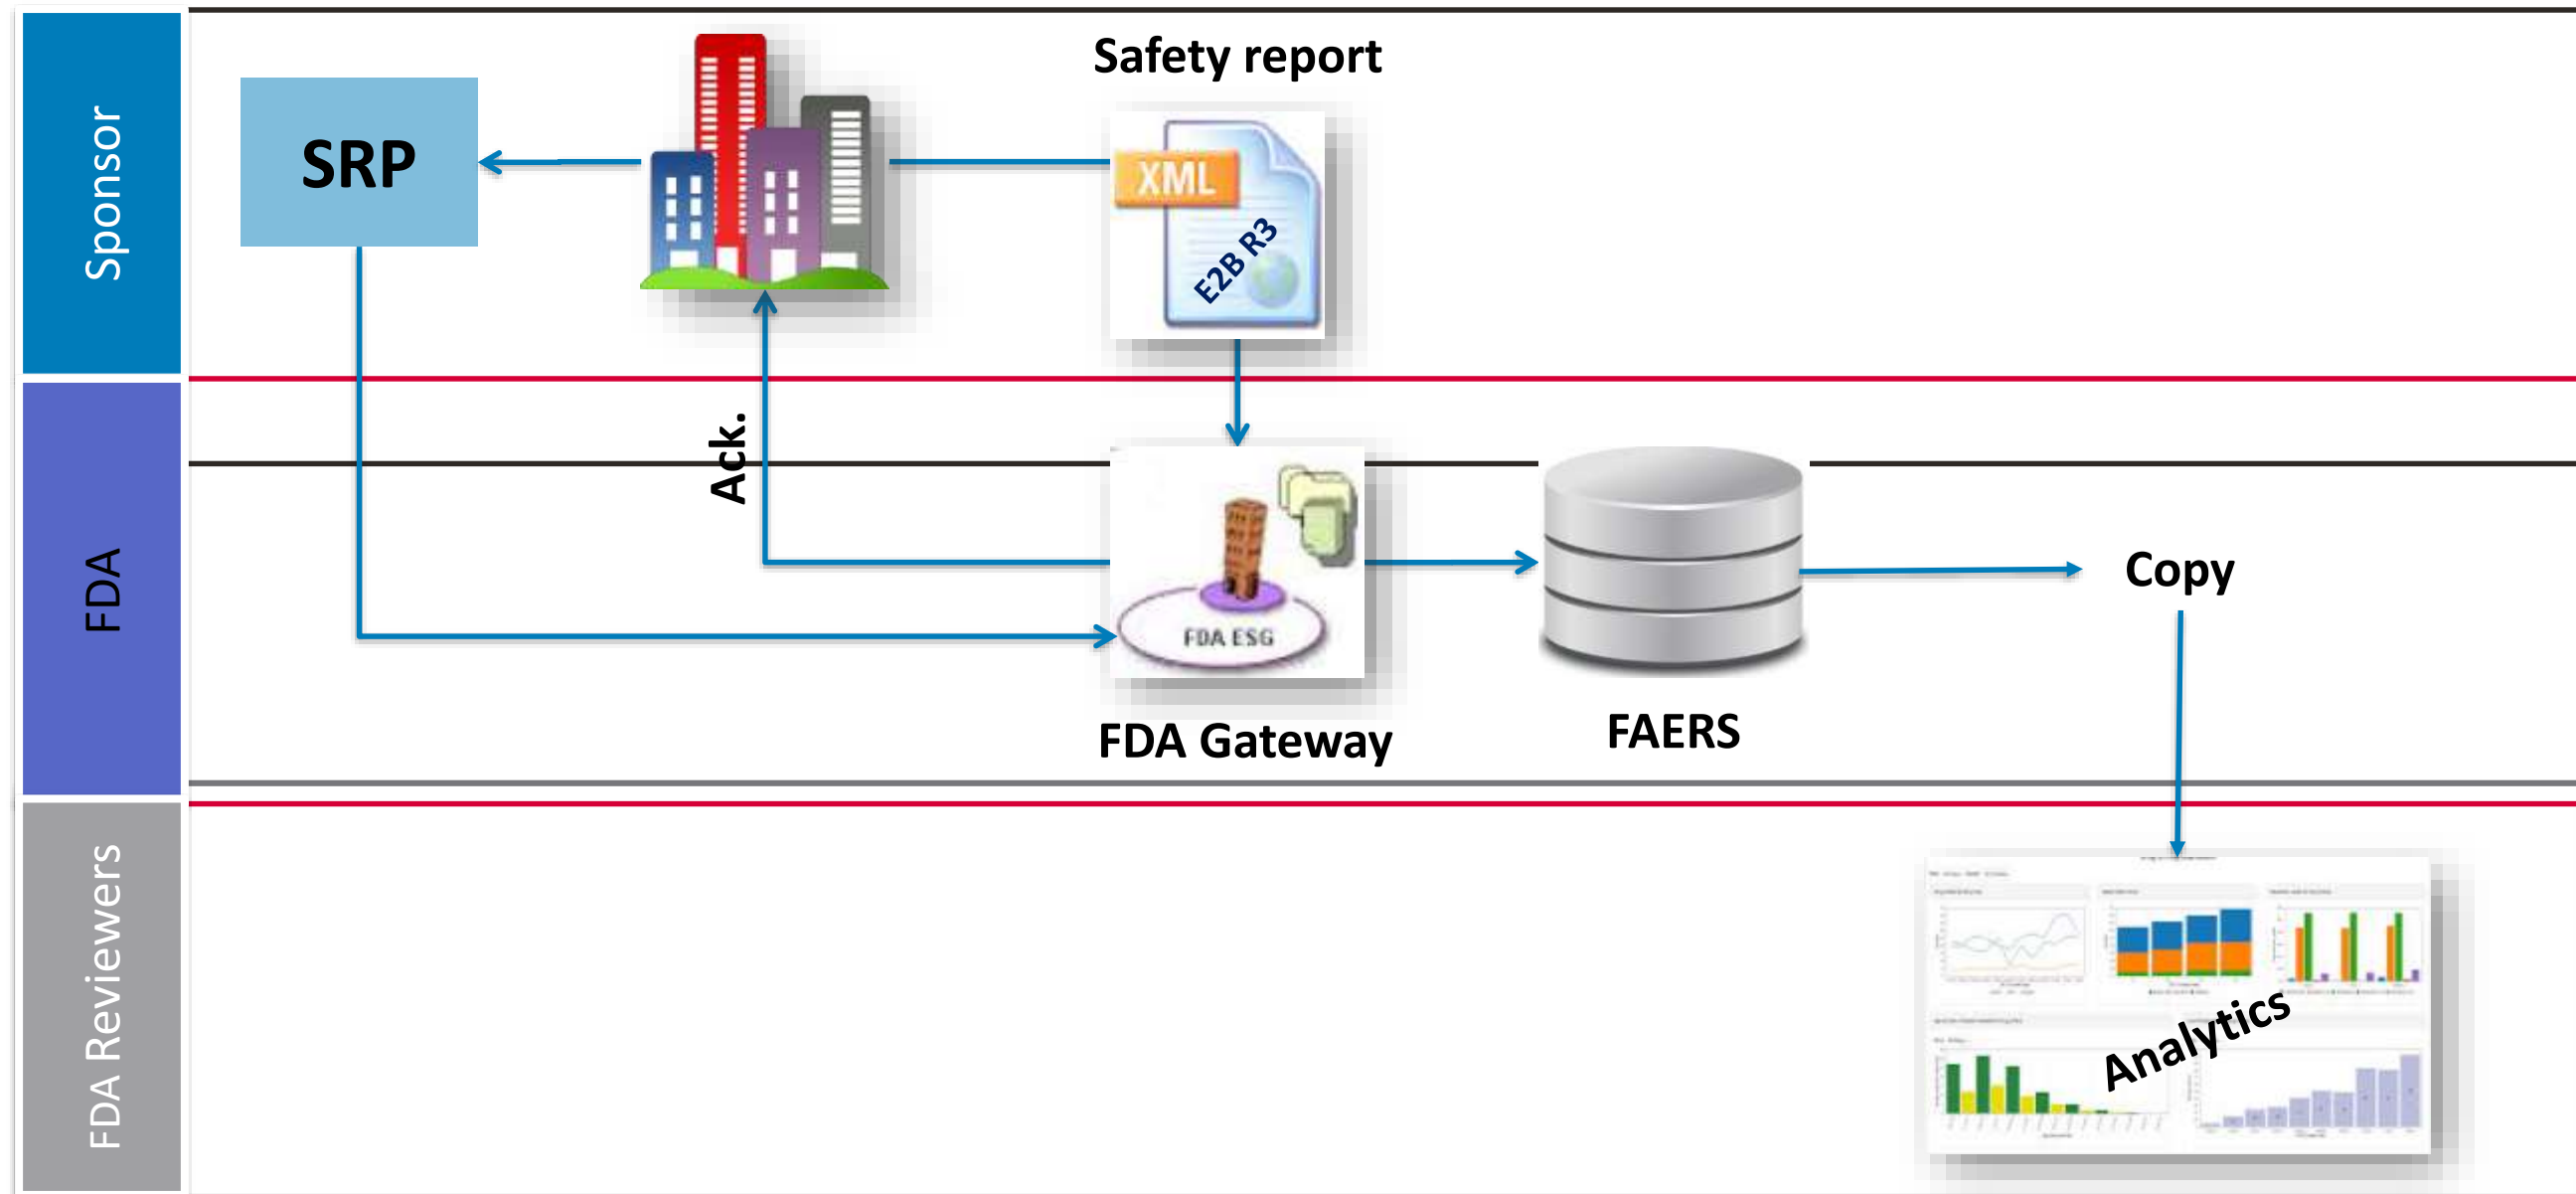 Sponsor
SRP
Safety report
XML
E2B R3
FDA
Ack.
FDA ESG
FDA Gateway
FAERS
Copy
FDA Reviewers
Analytics